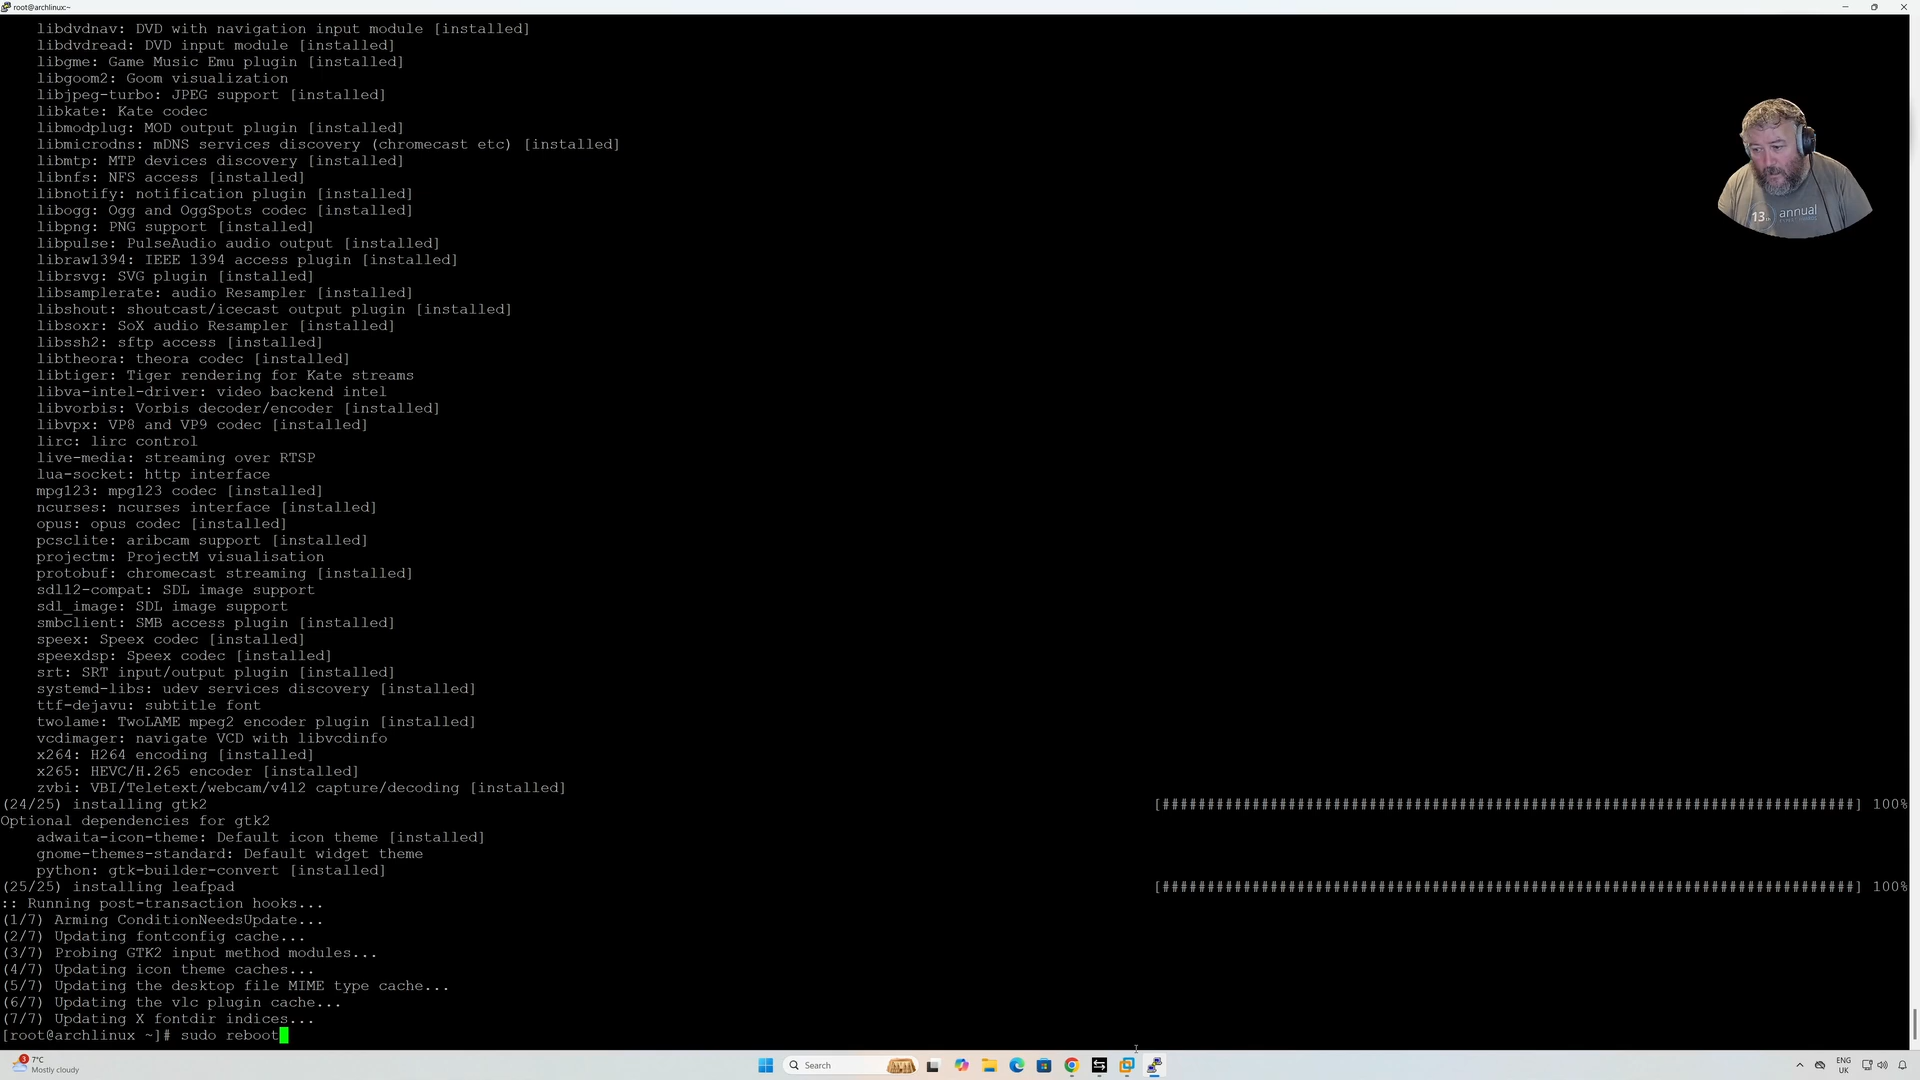 root@archlinux:~
libdvdnav: DVD with navigation input module [installed]
libdvdread: DVD input module [installed]
libgme: Game Music Emu plugin [installed]
libgoom2: Goom visualization
libjpeg-turbo: JPEG support [installed]
libkate: Kate codec
libmodplug: MOD output plugin [installed]
libmicrodns: mDNS services discovery (chromecast etc) [installed]
libmtp: MTP devices discovery [installed]
libnfs: NFS access [installed]
libnotify: notification plugin [installed]
libogg: Ogg and OggSpots codec [installed]
libpng: PNG support [installed]
libpulse: PulseAudio audio output [installed]
libraw1394: IEEE 1394 access plugin [installed]
librsvg: SVG plugin [installed]
libsamplerate: audio Resampler [installed]
libshout: shoutcast/icecast output plugin [installed]
libsoxr: SoX audio Resampler [installed]
libssh2: sftp access [installed]
libtheora: theora codec [installed]
libtiger: Tiger rendering for Kate streams
libva-intel-driver: video backend intel
libvorbis: Vorbis decoder/encoder [installed]
libvpx: VP8 and VP9 codec [installed]
lirc: lirc control
live-media: streaming over RTSP
lua-socket: http interface
mpg123: mpg123 codec [installed]
ncurses: ncurses interface [installed]
opus: opus codec [installed]
pcsclite: aribcam support [installed]
projectm: ProjectM visualisation
protobuf: chromecast streaming [installed]
sdl12-compat: SDL image support
sdl_image: SDL image support
smbclient: SMB access plugin [installed]
speex: Speex codec [installed]
speexdsp: Speex codec [installed]
srt: SRT input/output plugin [installed]
systemd-libs: udev services discovery [installed]
ttf-dejavu: subtitle font
twolame: TwoLAME mpeg2 encoder plugin [installed]
vcdimager: navigate VCD with libvcdinfo
x264: H264 encoding [installed]
x265: HEVC/H.265 encoder [installed]
zvbi: VBI/Teletext/webcam/v4l2 capture/decoding [installed]
(24/25) installing gtk2 [##############################################################################] 100%
Optional dependencies for gtk2
adwaita-icon-theme: Default icon theme [installed]
gnome-themes-standard: Default widget theme
python: gtk-builder-convert [installed]
(25/25) installing leafpad [##############################################################################] 100%
:: Running post-transaction hooks...
(1/7) Arming ConditionNeedsUpdate...
(2/7) Updating fontconfig cache...
(3/7) Probing GTK2 input method modules...
(4/7) Updating icon theme caches...
(5/7) Updating the desktop file MIME type cache...
(6/7) Updating the vlc plugin cache...
(7/7) Updating X fontdir indices...
[root@archlinux ~]# sudo reboot
13th annual
3
7°C
Mostly cloudy
Search
ENG
UK